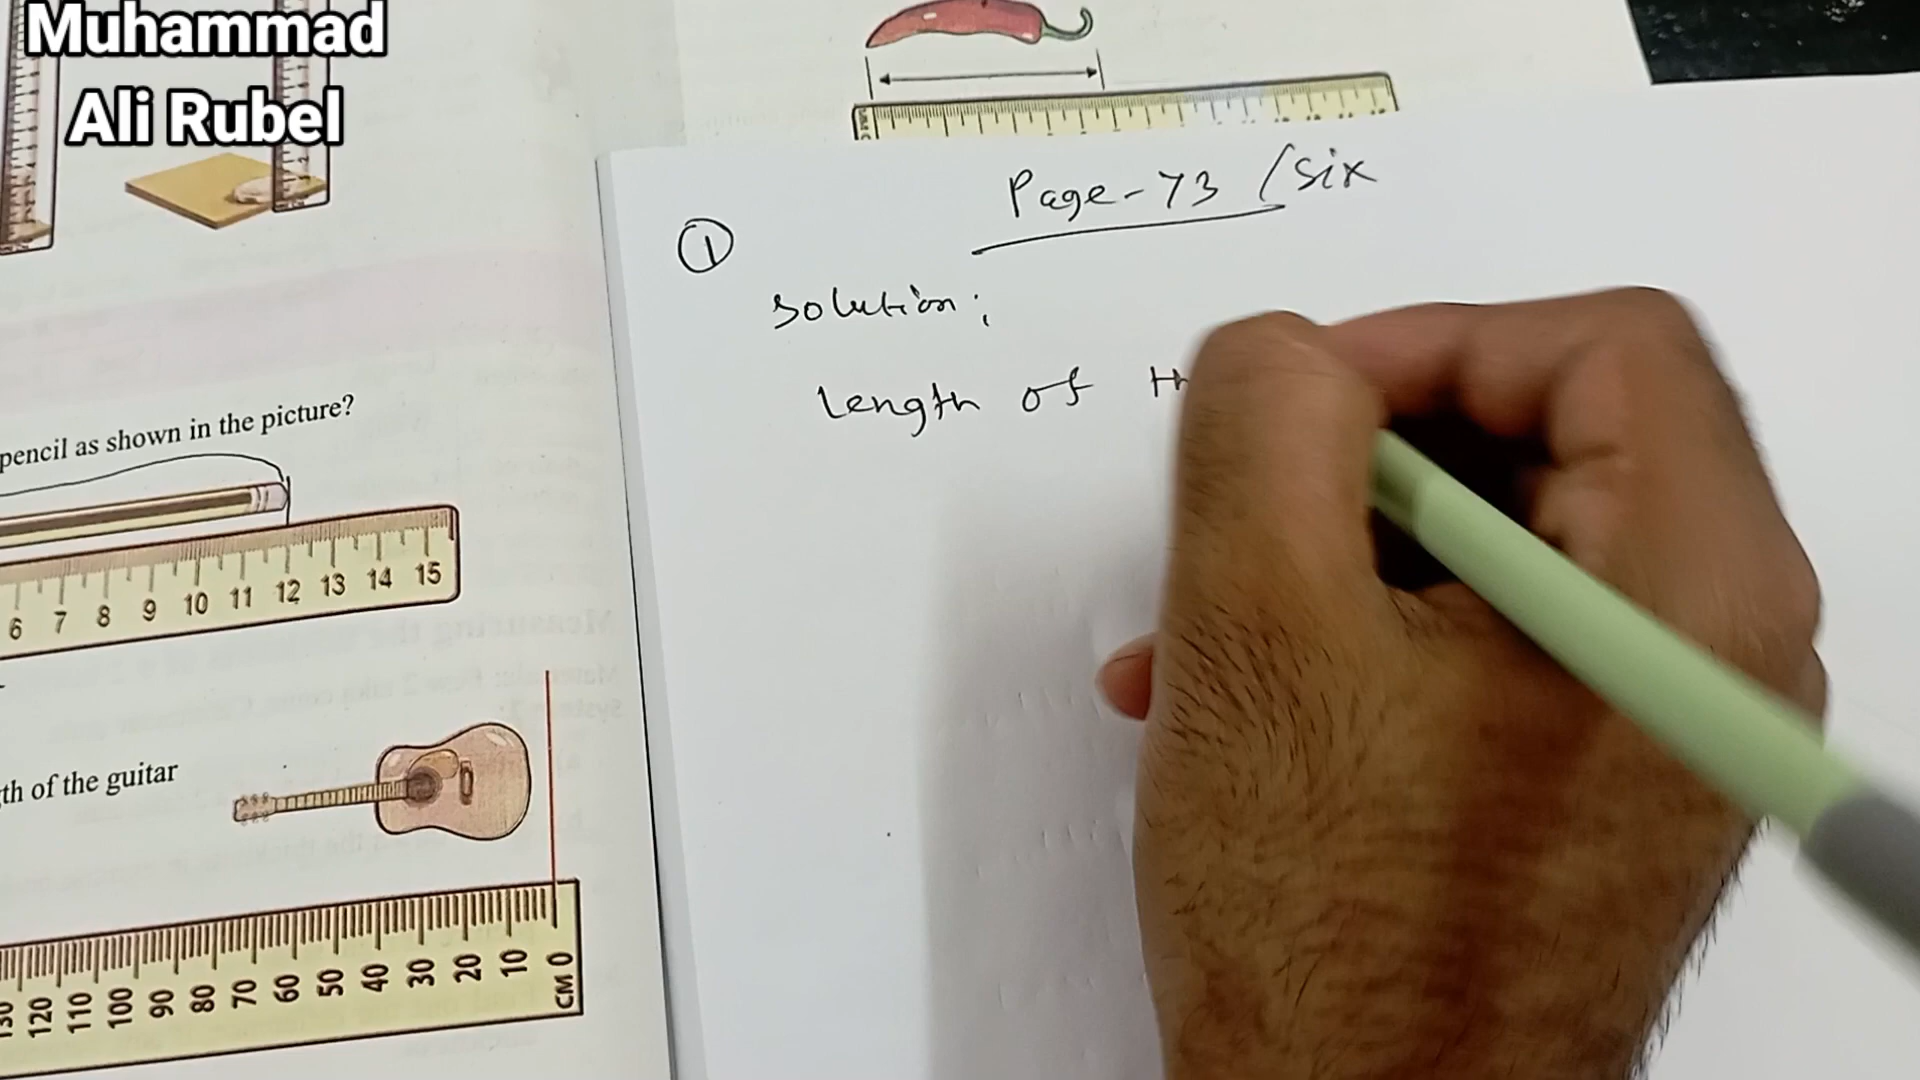 Muhammad
Ali Rubel
Page-73 /Six
①
Solution:
Length of th
pencil as shown in the picture?
6 7 8 9 10 11 12 13 14 15
th of the guitar
130 120 110 100 90 80 70 60 50 40 30 20 10 CM 0